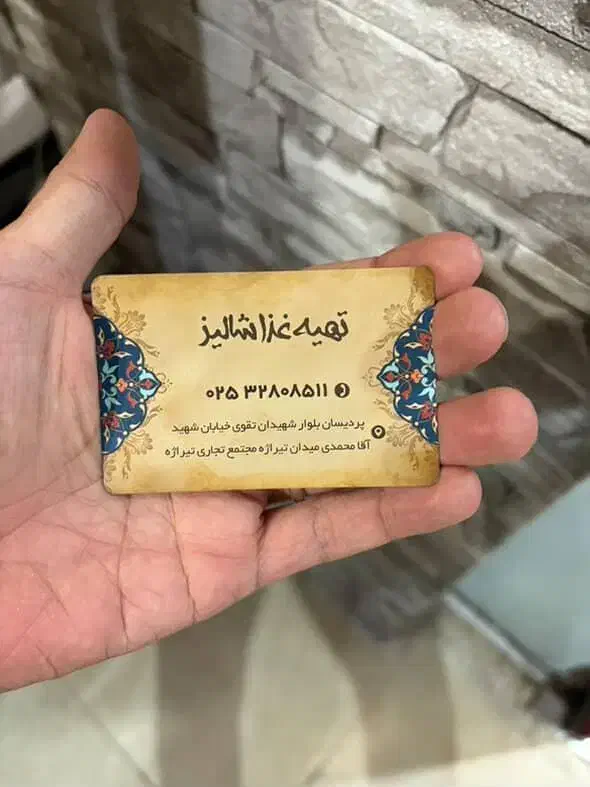 تهیه غذا شالیز
۰۲۵ ۳۲۸۰۸۵۱۱
پردیسان بلوار شهیدان تقوی خیابان شهید
آقا محمدی میدان تیراژه مجتمع تجاری تیراژه